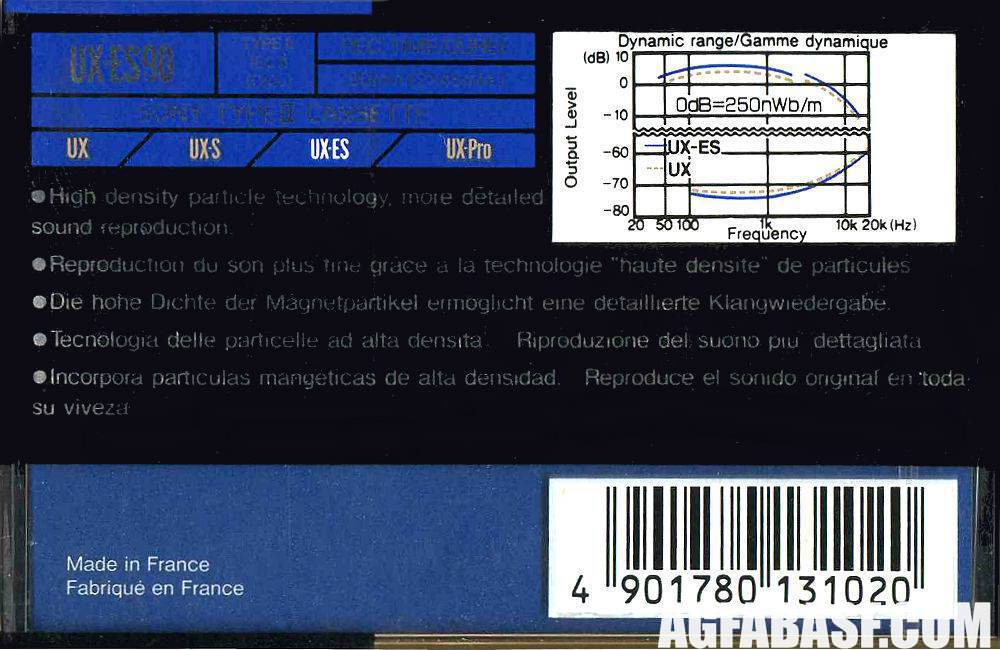 UX-ES90
TYPE II
SONY TYPE II CASSETTE
UX UX-S UX-ES UX-Pro
Dynamic range/Gamme dynamique
(dB) 10
0
-10
0dB=250nWb/m
-60
-70
-80
Output Level
UX-ES
UX
20 50 100 1k 10k 20k (Hz)
Frequency
●High density particle technology, more detailed
sound reproduction.
●Reproduction du son plus fine grace a la technologie "haute densite" de particules
●Die hohe Dichte der Magnetpartikel ermoglicht eine detaillierte Klangwiedergabe.
●Tecnologia delle particelle ad alta densita. Riproduzione del suono piu dettagliata
●Incorpora particulas mangeticas de alta densidad. Reproduce el sonido original en toda
su viveza
Made in France
Fabriqué en France
4 901780 131020
AGFABASF.COM